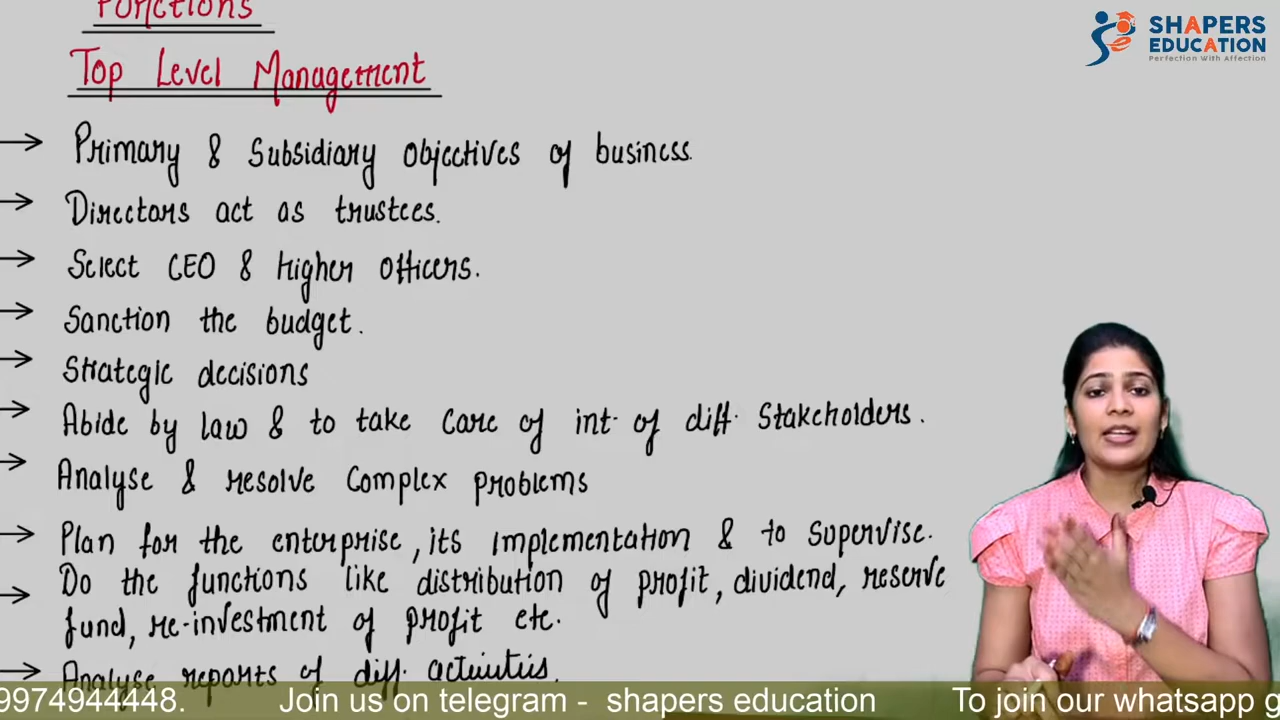 Functions
SHAPERS
EDUCATION
Perfection With Affection
Top Level Management
→ Primary & Subsidiary objectives of business.
→ Directors act as trustees.
→ Select CEO & higher officers.
→ Sanction the budget.
→ Strategic decisions
→ Abide by law & to take care of int. of diff. Stakeholders.
→ Analyse & resolve complex problems
→ Plan for the enterprise, its implementation & to supervise.
→ Do the functions like distribution of profit, dividend, reserve
fund, re-investment of profit etc.
→ Analyse reports of diff. activities.
9974944448. Join us on telegram - shapers education To join our whatsapp g